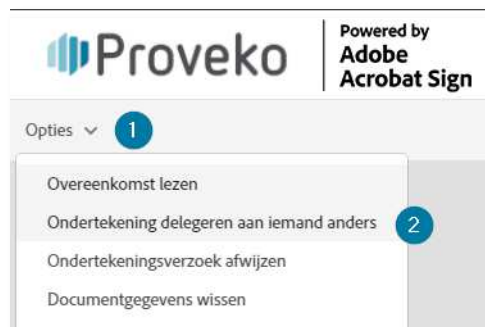 Proveko
Powered by
Adobe
Acrobat Sign
Opties
1
Overeenkomst lezen
Ondertekening delegeren aan iemand anders
2
Ondertekeningsverzoek afwijzen
Documentgegevens wissen